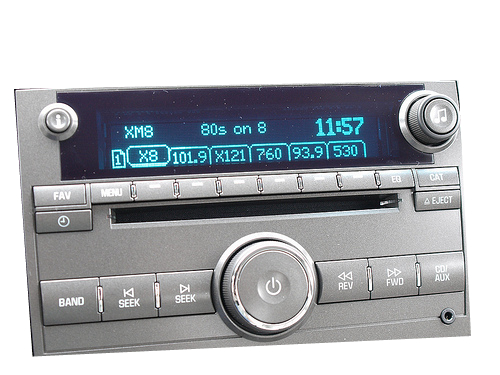 XM8 80s on 8 11:57
1 X8 101.9 X121 760 93.9 530
FAV MENU EQ CAT
EJECT
BAND SEEK SEEK REV FWD CD/
AUX